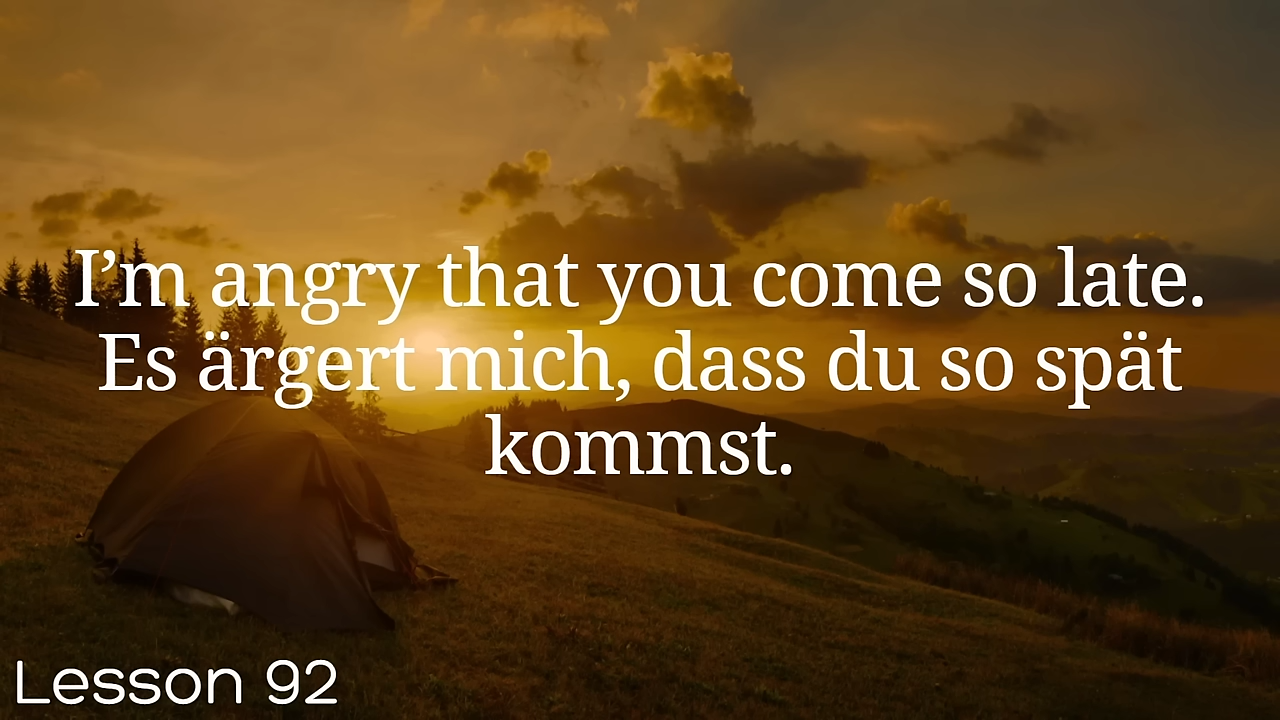 I’m angry that you come so late.
Es ärgert mich, dass du so spät
kommst.
Lesson 92